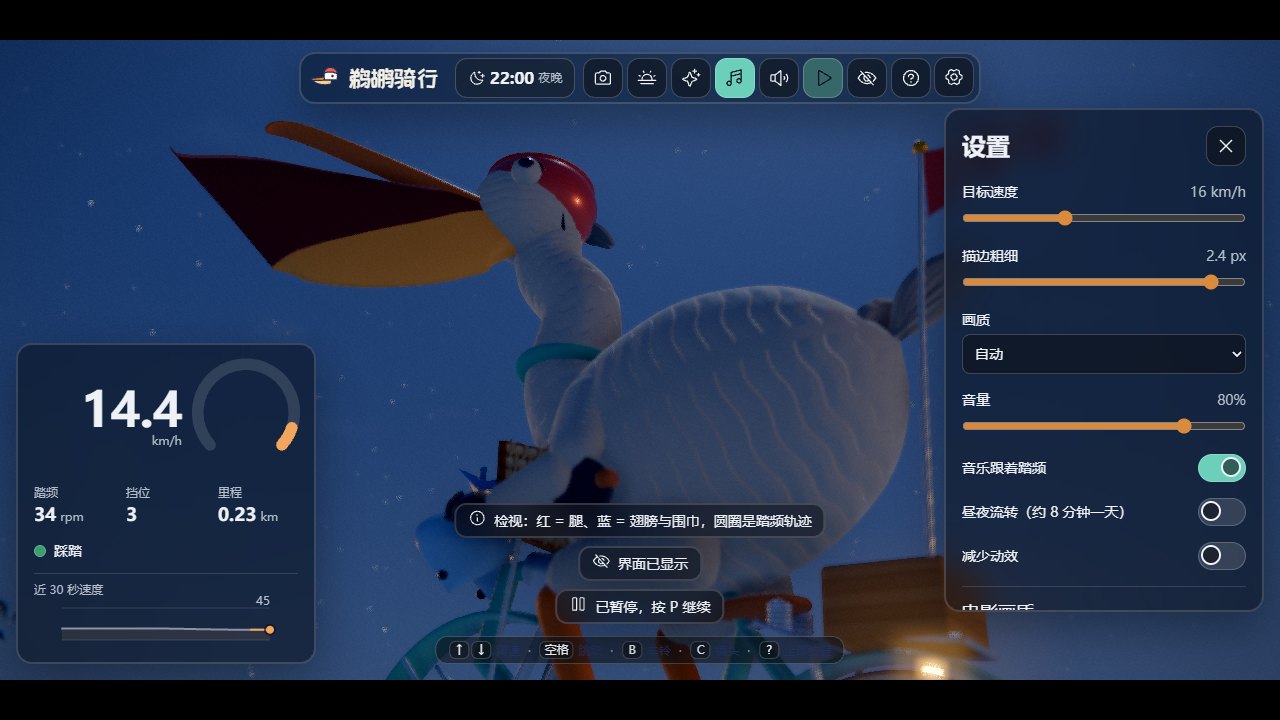 鹈鹕骑行
22:00 夜晚
设置
目标速度 16 km/h
描边粗细 2.4 px
画质
自动
音量 80%
音乐跟着踏频
昼夜流转（约 8 分钟一天）
减少动效
14.4
km/h
踏频 挡位 里程
34 rpm 3 0.23 km
踩踏
近 30 秒速度
45
检视：红 = 腿、蓝 = 翅膀与围巾，圆圈是踏频轨迹
界面已显示
已暂停，按 P 继续
↑ ↓ · 空格 · B · C · ?